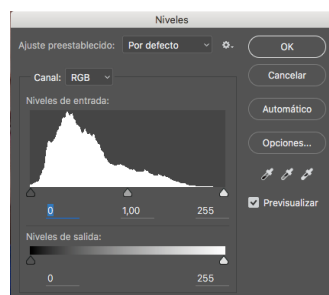 Niveles
Ajuste preestablecido: Por defecto
OK
Canal: RGB
Cancelar
Niveles de entrada:
Automático
Opciones...
0 1,00 255
Previsualizar
Niveles de salida:
0 255